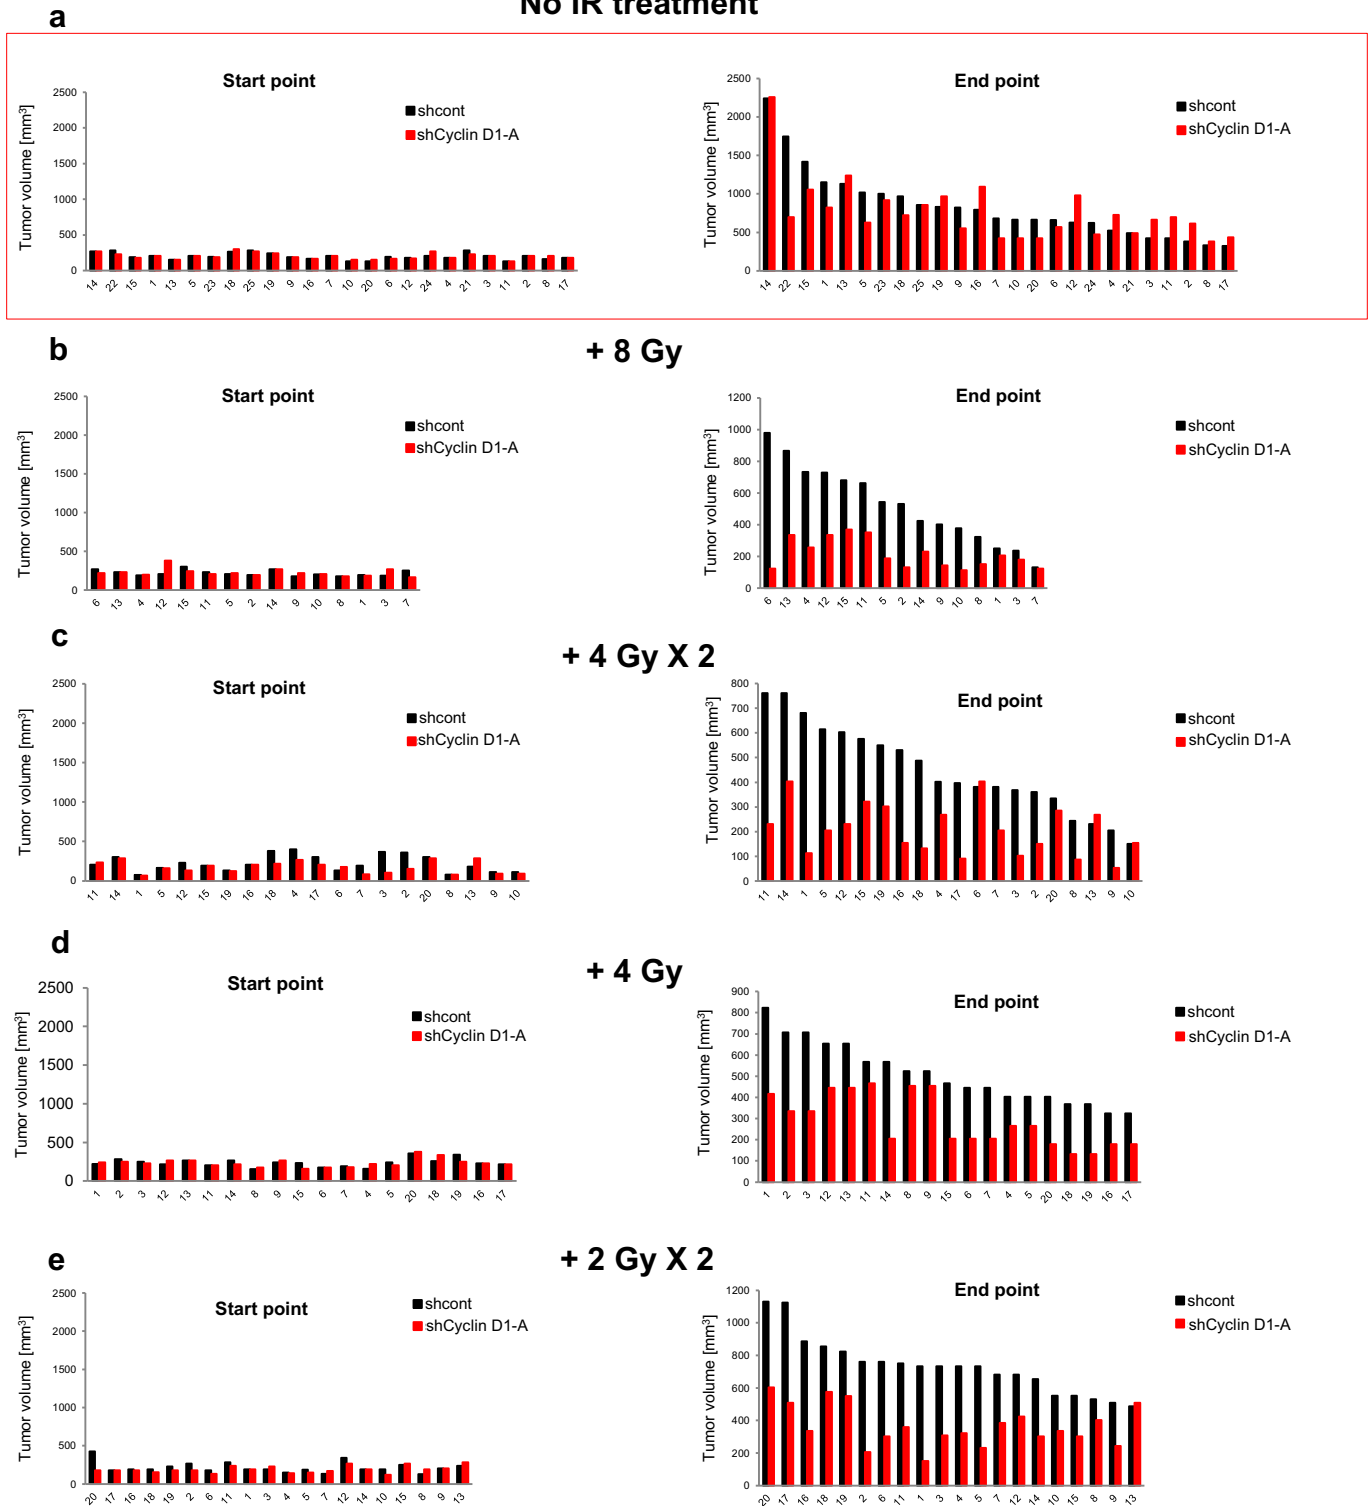 No IR treatment
a
Start point
Tumor volume [mm3]
2500
2000
1500
1000
500
0
shcont
shCyclin D1-A
14 22 15 1 13 5 23 18 25 19 9 16 7 10 20 6 12 24 4 21 3 11 2 8 17
End point
Tumor volume [mm3]
2500
2000
1500
1000
500
0
shcont
shCyclin D1-A
14 22 15 1 13 5 23 18 25 19 9 16 7 10 20 6 12 24 4 21 3 11 2 8 17
b
+ 8 Gy
Start point
Tumor volume [mm3]
2500
2000
1500
1000
500
0
shcont
shCyclin D1-A
6 13 4 12 15 11 5 2 14 9 10 8 1 3 7
End point
Tumor volume [mm3]
1200
1000
800
600
400
200
0
shcont
shCyclin D1-A
6 13 4 12 15 11 5 2 14 9 10 8 1 3 7
c
+ 4 Gy X 2
Start point
Tumor volume [mm3]
2500
2000
1500
1000
500
0
shcont
shCyclin D1-A
11 14 1 5 12 15 19 16 18 4 17 6 7 3 2 20 8 13 9 10
End point
Tumor volume [mm3]
800
700
600
500
400
300
200
100
0
shcont
shCyclin D1-A
11 14 1 5 12 15 19 16 18 4 17 6 7 3 2 20 8 13 9 10
d
+ 4 Gy
Start point
Tumor volume [mm3]
2500
2000
1500
1000
500
0
shcont
shCyclin D1-A
1 2 3 12 13 11 14 8 9 15 6 7 4 5 20 18 19 16 17
End point
Tumor volume [mm3]
900
800
700
600
500
400
300
200
100
0
shcont
shCyclin D1-A
1 2 3 12 13 11 14 8 9 15 6 7 4 5 20 18 19 16 17
e
+ 2 Gy X 2
Start point
Tumor volume [mm3]
2500
2000
1500
1000
500
0
shcont
shCyclin D1-A
20 17 16 18 19 2 6 11 1 3 4 5 7 12 14 10 15 8 9 13
End point
Tumor volume [mm3]
1200
1000
800
600
400
200
0
shcont
shCyclin D1-A
20 17 16 18 19 2 6 11 1 3 4 5 7 12 14 10 15 8 9 13